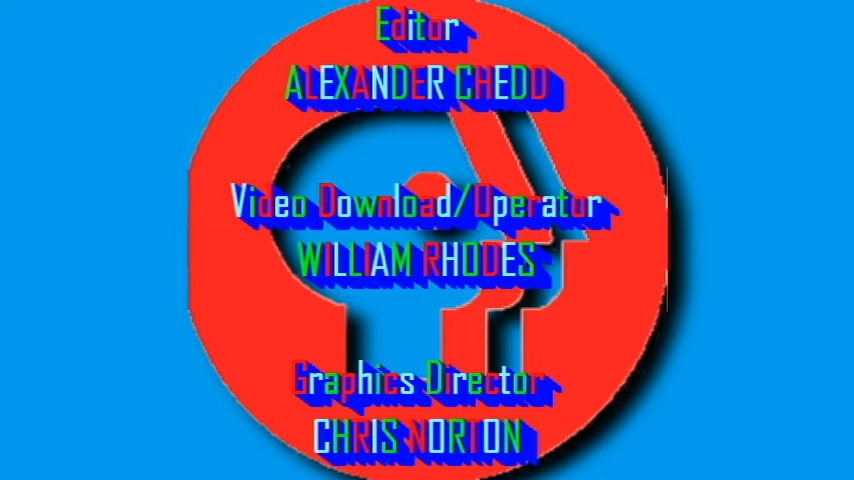 Editor
ALEXANDER CHEDD
Video Download/Operator
WILLIAM RHODES
Graphics Director
CHRIS NORTON